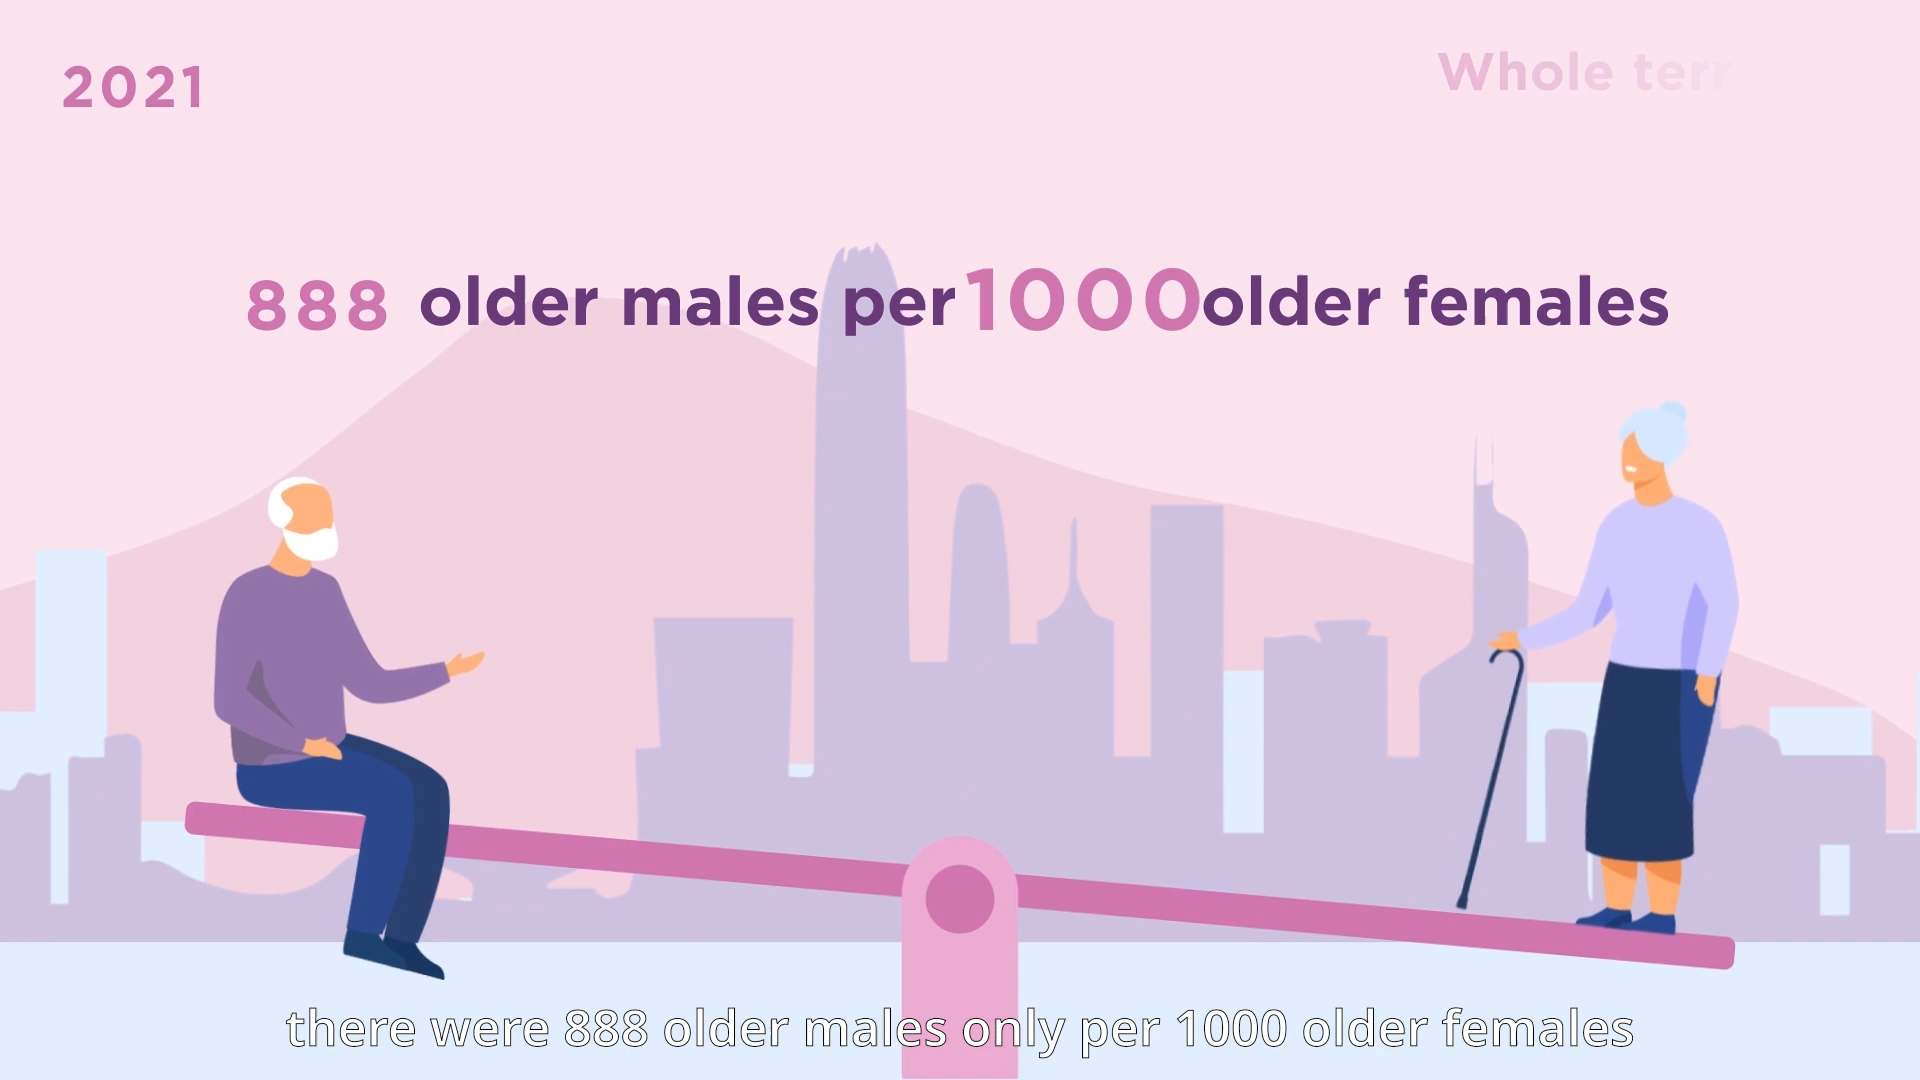 2021
Whole
888 older males per 1000 older females
there were 888 older males only per 1000 older females